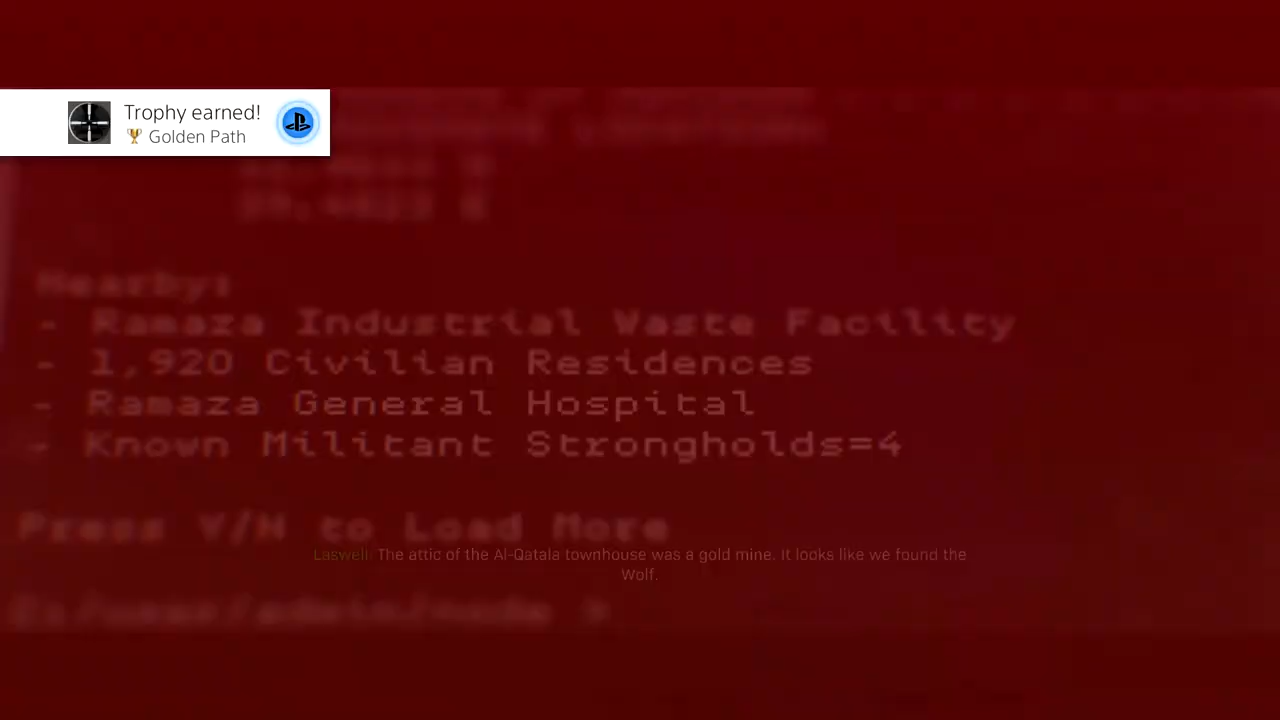 Trophy earned!
Golden Path
Nearby:
- Ramaza Industrial Waste Facility
- 1,920 Civilian Residences
- Ramaza General Hospital
- Known Militant Strongholds=4
Press Y/N to Load More
Laswell: The attic of the Al-Qatala townhouse was a gold mine. It looks like we found the
Wolf.